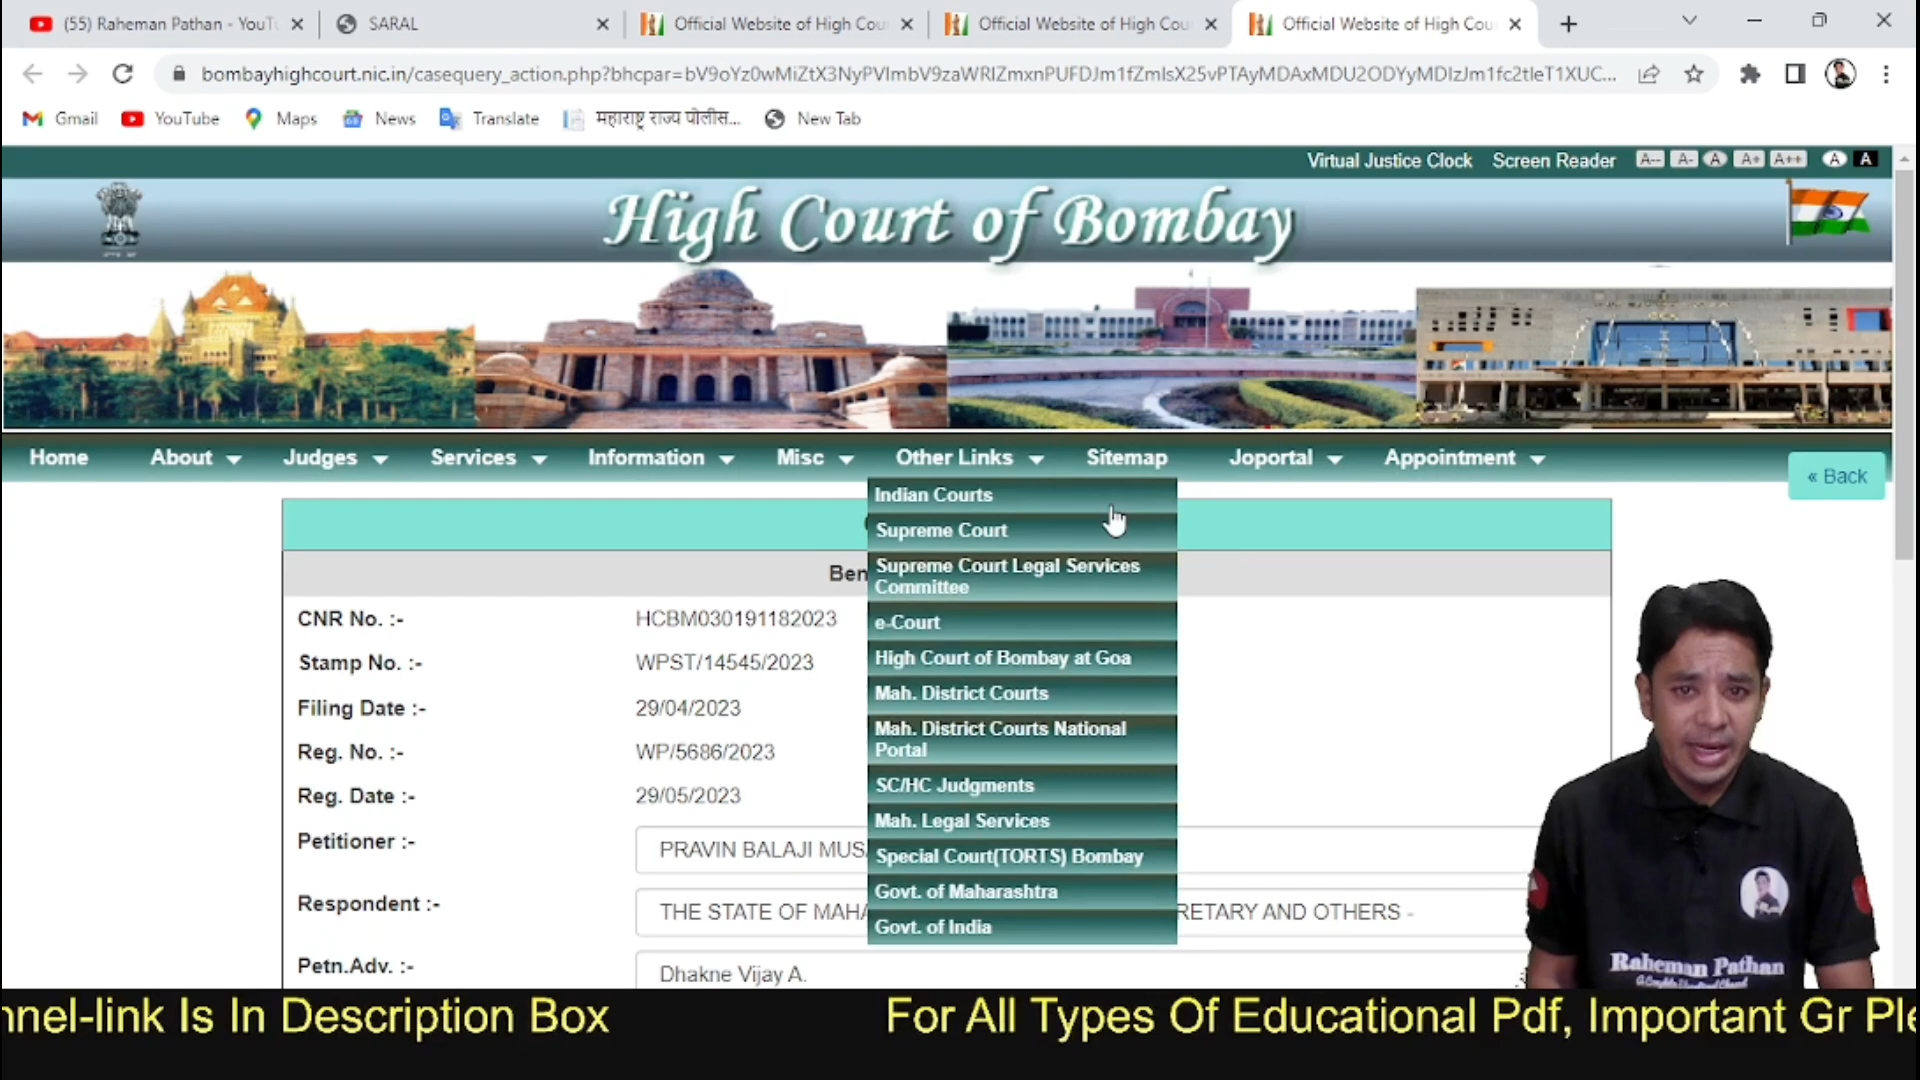 (55) Raheman Pathan - YouTu
SARAL
Official Website of High Cou
Official Website of High Cou
Official Website of High Cou
bombayhighcourt.nic.in/casequery_action.php?bhcpar=bV9oYz0wMiZtX3NyPVImbV9zaWRlZmxnPUFDJm1fZmlsX25vPTAyMDAxMDU2ODYyMDIzJm1fc2tleT1XUC...
Gmail
YouTube
Maps
News
Translate
महाराष्ट्र राज्य पोलीस...
New Tab
Virtual Justice Clock Screen Reader A-- A- A A+ A++ A A
High Court of Bombay
Home About Judges Services Information Misc Other Links Sitemap Joportal Appointment
« Back
Indian Courts
Supreme Court
Supreme Court Legal Services
Committee
e-Court
High Court of Bombay at Goa
Mah. District Courts
Mah. District Courts National
Portal
SC/HC Judgments
Mah. Legal Services
Special Court(TORTS) Bombay
Govt. of Maharashtra
Govt. of India
Ben
CNR No. :- HCBM030191182023
Stamp No. :- WPST/14545/2023
Filing Date :- 29/04/2023
Reg. No. :- WP/5686/2023
Reg. Date :- 29/05/2023
Petitioner :- PRAVIN BALAJI MUS
Respondent :- THE STATE OF MAHA RETARY AND OTHERS -
Petn.Adv. :- Dhakne Vijay A.
Raheman Pathan
nnel-link Is In Description Box For All Types Of Educational Pdf, Important Gr Ple